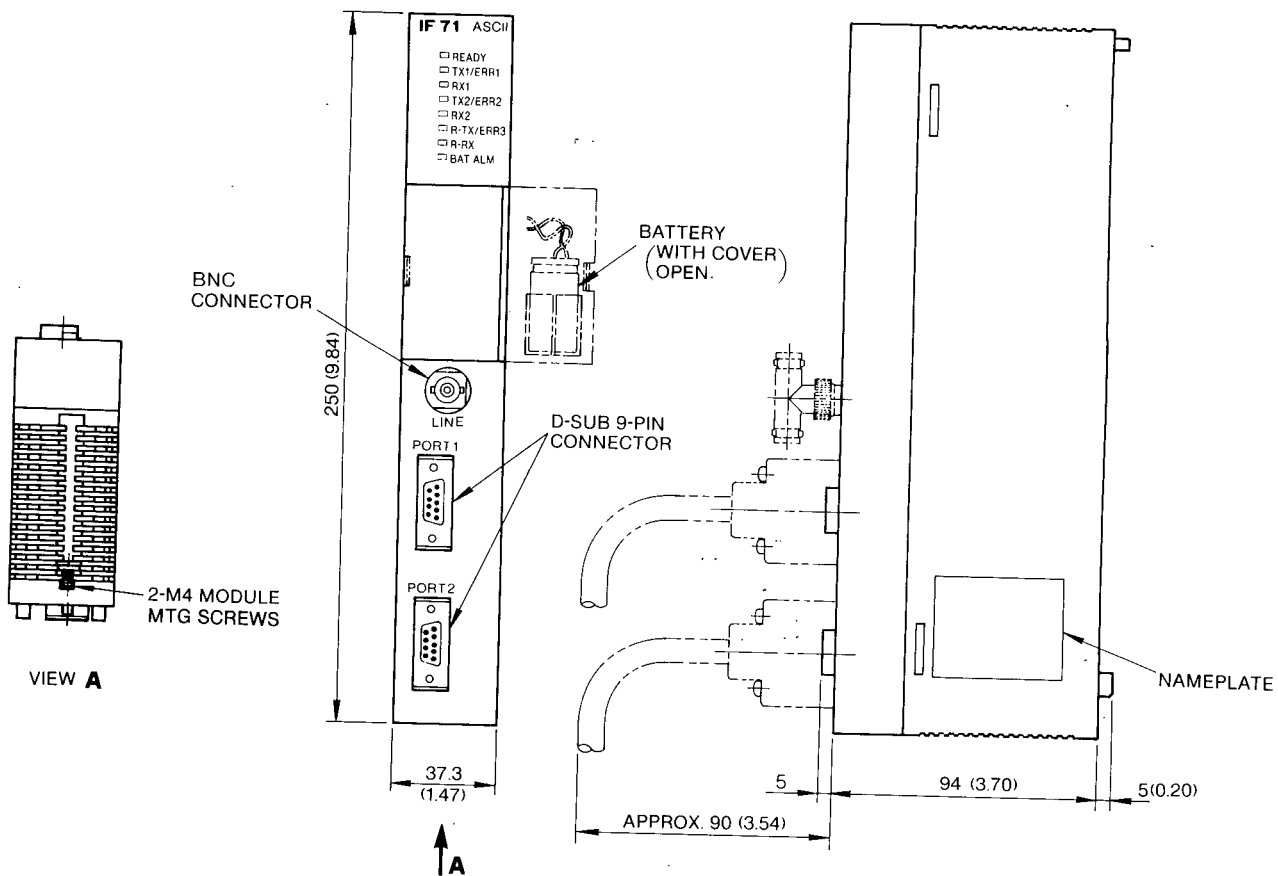 IF 71 ASCII
READY
TX1/ERR1
RX1
TX2/ERR2
RX2
R-TX/ERR3
R-RX
BAT ALM
BATTERY
(WITH COVER)
OPEN.
BNC
CONNECTOR
250 (9.84)
LINE
D-SUB 9-PIN
CONNECTOR
PORT1
PORT2
2-M4 MODULE
MTG SCREWS
VIEW A
NAMEPLATE
37.3
(1.47)
5
94 (3.70)
5(0.20)
APPROX. 90 (3.54)
A